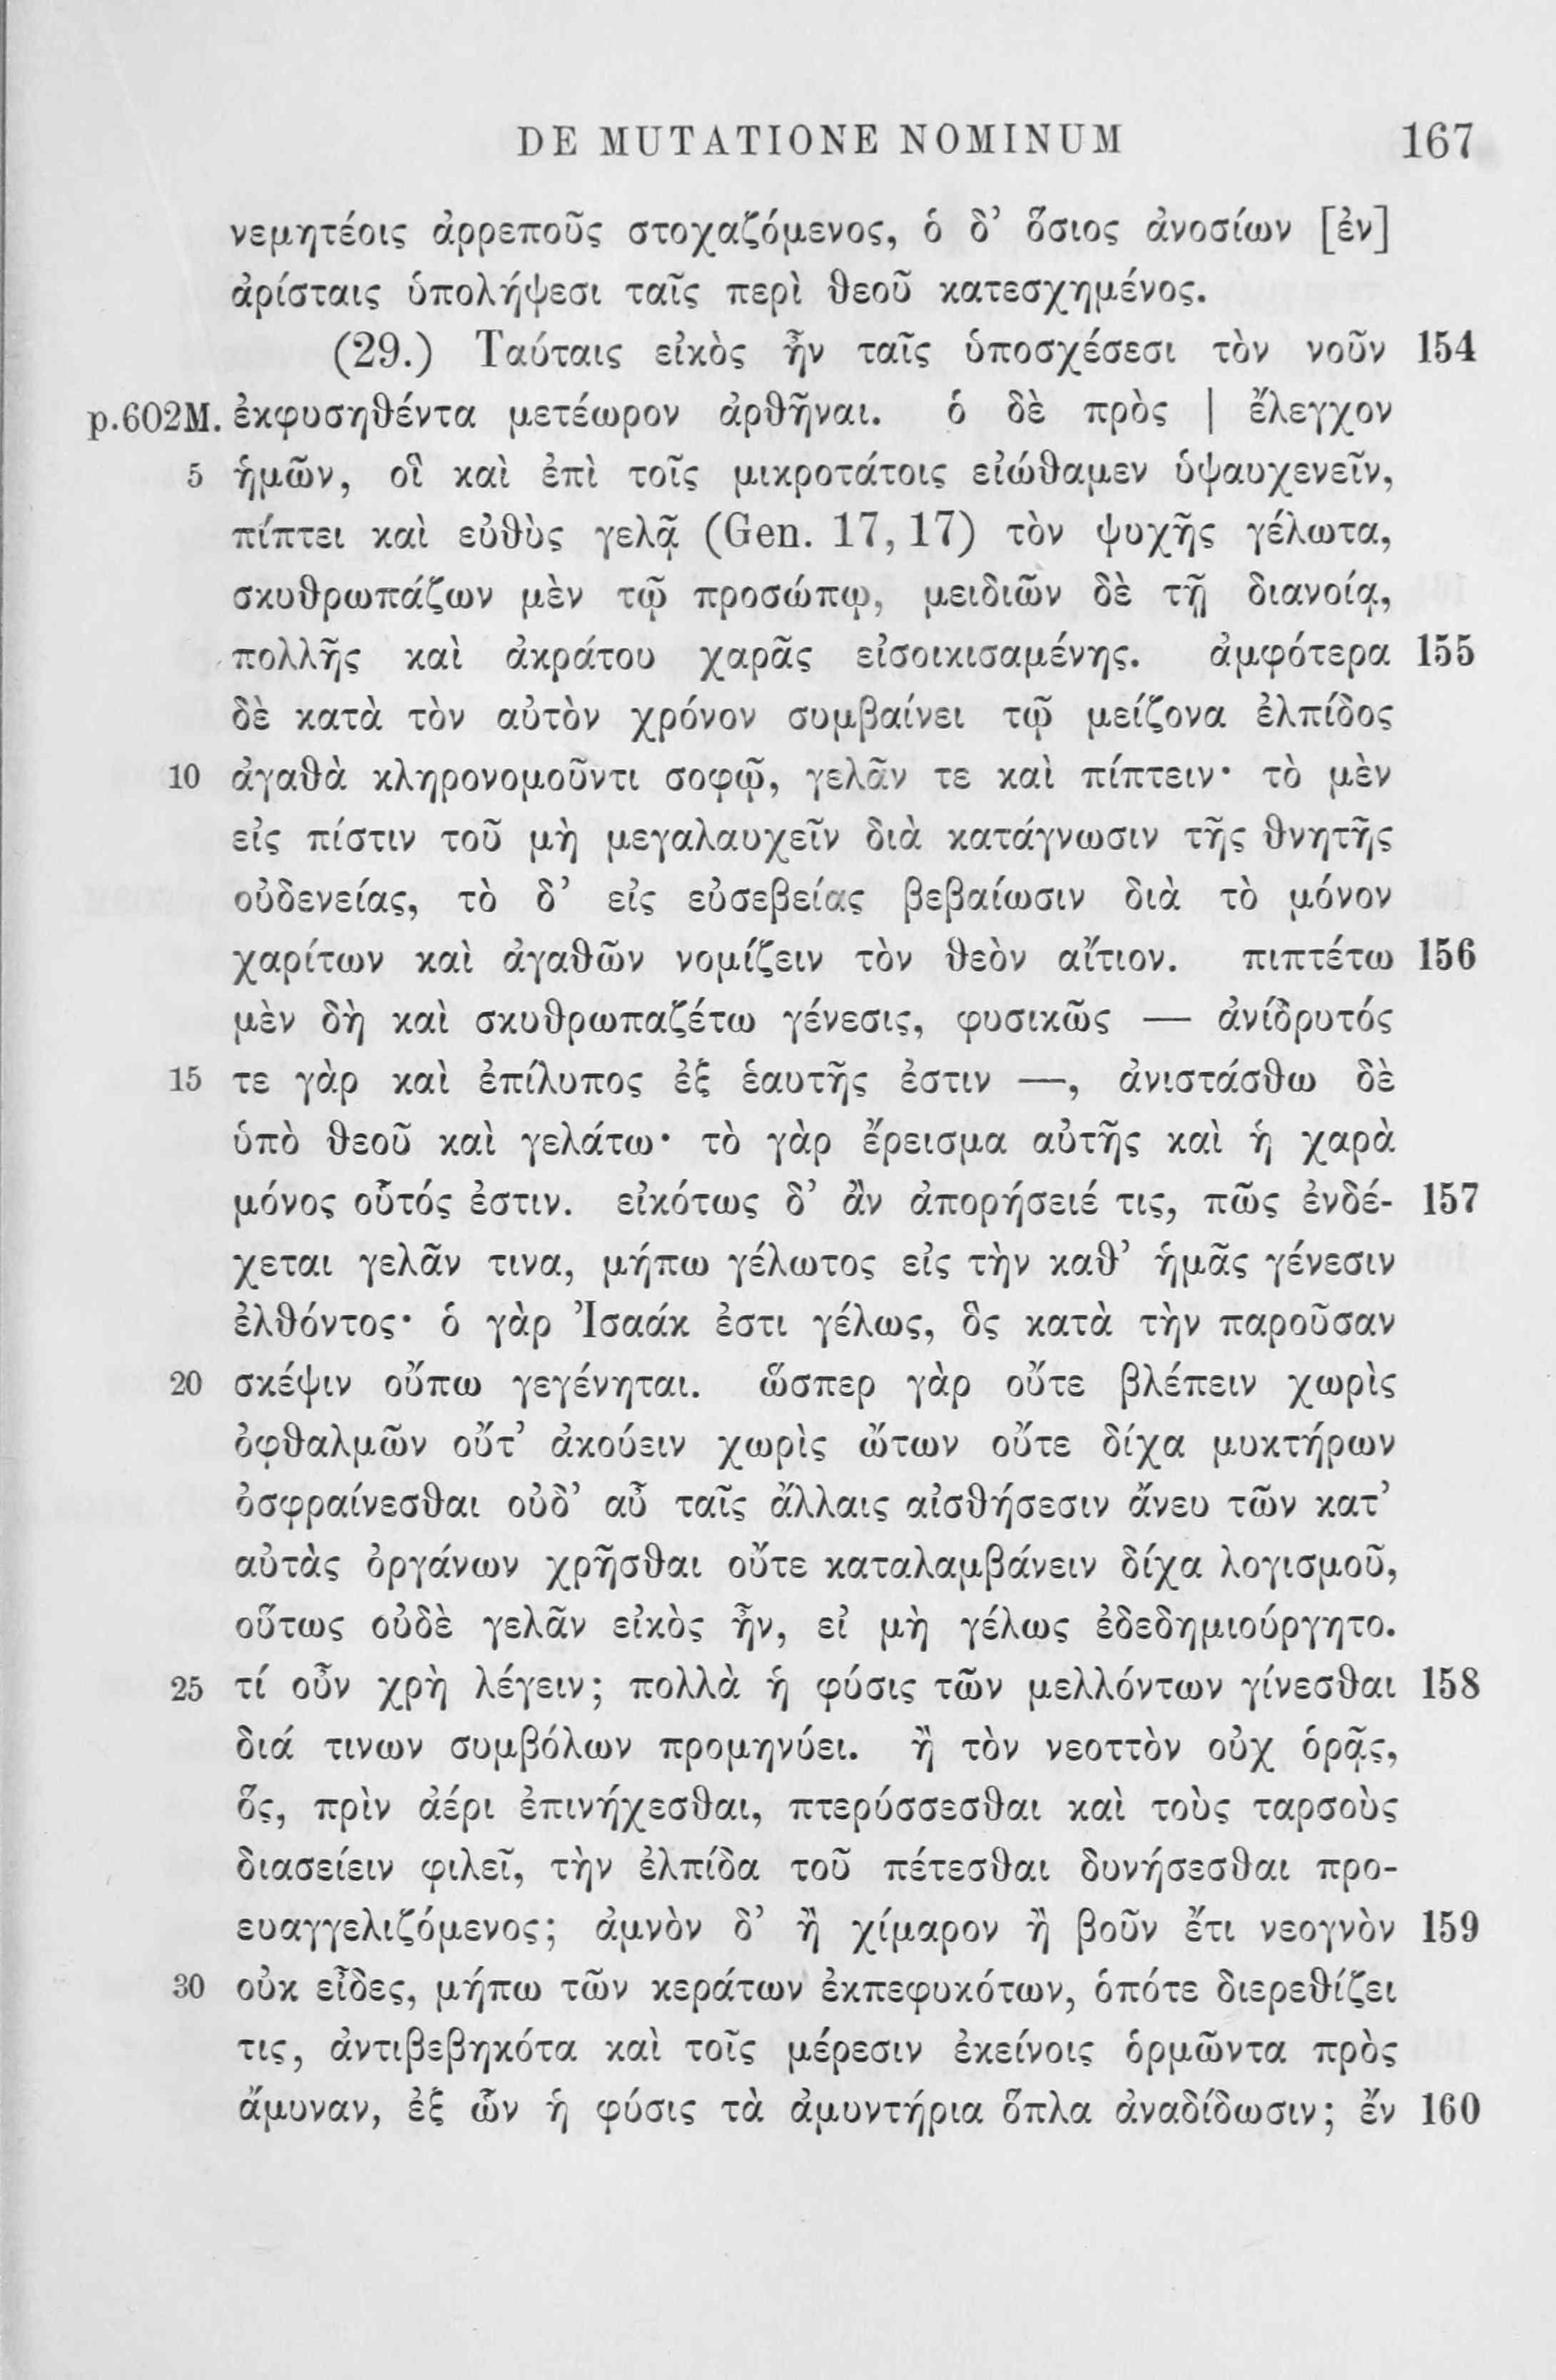 DE MUTATIONE NOMINUM 167
νεμητέοις ἀρρεποῦς στοχαζόμενος, ὁ δ’ ὅσιος ἀνοσίων [ἐν]
ἀρίσταις ὑπολήψεσι ταῖς περὶ θεοῦ κατεσχημένος.
(29.) Ταύταις εἰκὸς ἦν ταῖς ὑποσχέσεσι τὸν νοῦν 154
p.602M. ἐκφυσηθέντα μετέωρον ἀρθῆναι. ὁ δὲ πρὸς | ἔλεγχον
5 ἡμῶν, οἳ καὶ ἐπὶ τοῖς μικροτάτοις εἰώθαμεν ὑψαυχενεῖν,
πίπτει καὶ εὐθὺς γελᾷ (Gen. 17, 17) τὸν ψυχῆς γέλωτα,
σκυθρωπάζων μὲν τῷ προσώπῳ, μειδιῶν δὲ τῇ διανοίᾳ,
πολλῆς καὶ ἀκράτου χαρᾶς εἰσοικισαμένης. ἀμφότερα 155
δὲ κατὰ τὸν αὐτὸν χρόνον συμβαίνει τῷ μείζονα ἐλπίδος
10 ἀγαθὰ κληρονομοῦντι σοφῷ, γελᾶν τε καὶ πίπτειν· τὸ μὲν
εἰς πίστιν τοῦ μὴ μεγαλαυχεῖν διὰ κατάγνωσιν τῆς θνητῆς
οὐδενείας, τὸ δ’ εἰς εὐσεβείας βεβαίωσιν διὰ τὸ μόνον
χαρίτων καὶ ἀγαθῶν νομίζειν τὸν θεὸν αἴτιον. πιπτέτω 156
μὲν δὴ καὶ σκυθρωπαζέτω γένεσις, φυσικῶς — ἀνίδρυτός
15 τε γὰρ καὶ ἐπίλυπος ἐξ ἑαυτῆς ἐστιν —, ἀνιστάσθω δὲ
ὑπὸ θεοῦ καὶ γελάτω· τὸ γὰρ ἔρεισμα αὐτῆς καὶ ἡ χαρὰ
μόνος οὗτός ἐστιν. εἰκότως δ’ ἂν ἀπορήσειέ τις, πῶς ἐνδέ- 157
χεται γελᾶν τινα, μήπω γέλωτος εἰς τὴν καθ’ ἡμᾶς γένεσιν
ἐλθόντος· ὁ γὰρ Ἰσαάκ ἐστι γέλως, ὃς κατὰ τὴν παροῦσαν
20 σκέψιν οὔπω γεγένηται. ὥσπερ γὰρ οὔτε βλέπειν χωρὶς
ὀφθαλμῶν οὔτ’ ἀκούειν χωρὶς ὤτων οὔτε δίχα μυκτήρων
ὀσφραίνεσθαι οὐδ’ αὖ ταῖς ἄλλαις αἰσθήσεσιν ἄνευ τῶν κατ’
αὐτὰς ὀργάνων χρῆσθαι οὔτε καταλαμβάνειν δίχα λογισμοῦ,
οὕτως οὐδὲ γελᾶν εἰκὸς ἦν, εἰ μὴ γέλως ἐδεδημιούργητο.
25 τί οὖν χρὴ λέγειν; πολλὰ ἡ φύσις τῶν μελλόντων γίνεσθαι 158
διά τινων συμβόλων προμηνύει. ἢ τὸν νεοττὸν οὐχ ὁρᾷς,
ὅς, πρὶν ἀέρι ἐπινήχεσθαι, πτερύσσεσθαι καὶ τοὺς ταρσοὺς
διασείειν φιλεῖ, τὴν ἐλπίδα τοῦ πέτεσθαι δυνήσεσθαι προ-
ευαγγελιζόμενος; ἀμνὸν δ’ ἢ χίμαρον ἢ βοῦν ἔτι νεογνὸν 159
30 οὐκ εἶδες, μήπω τῶν κεράτων ἐκπεφυκότων, ὁπότε διερεθίζει
τις, ἀντιβεβηκότα καὶ τοῖς μέρεσιν ἐκείνοις ὁρμῶντα πρὸς
ἄμυναν, ἐξ ὧν ἡ φύσις τὰ ἀμυντήρια ὅπλα ἀναδίδωσιν; ἔν 160